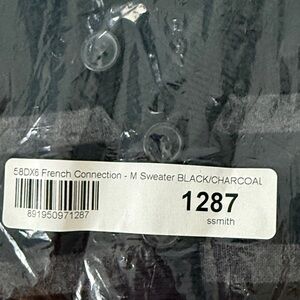 58DX6 French Connection - M Sweater BLACK/CHARCOAL
1287
891950971287
ssmith